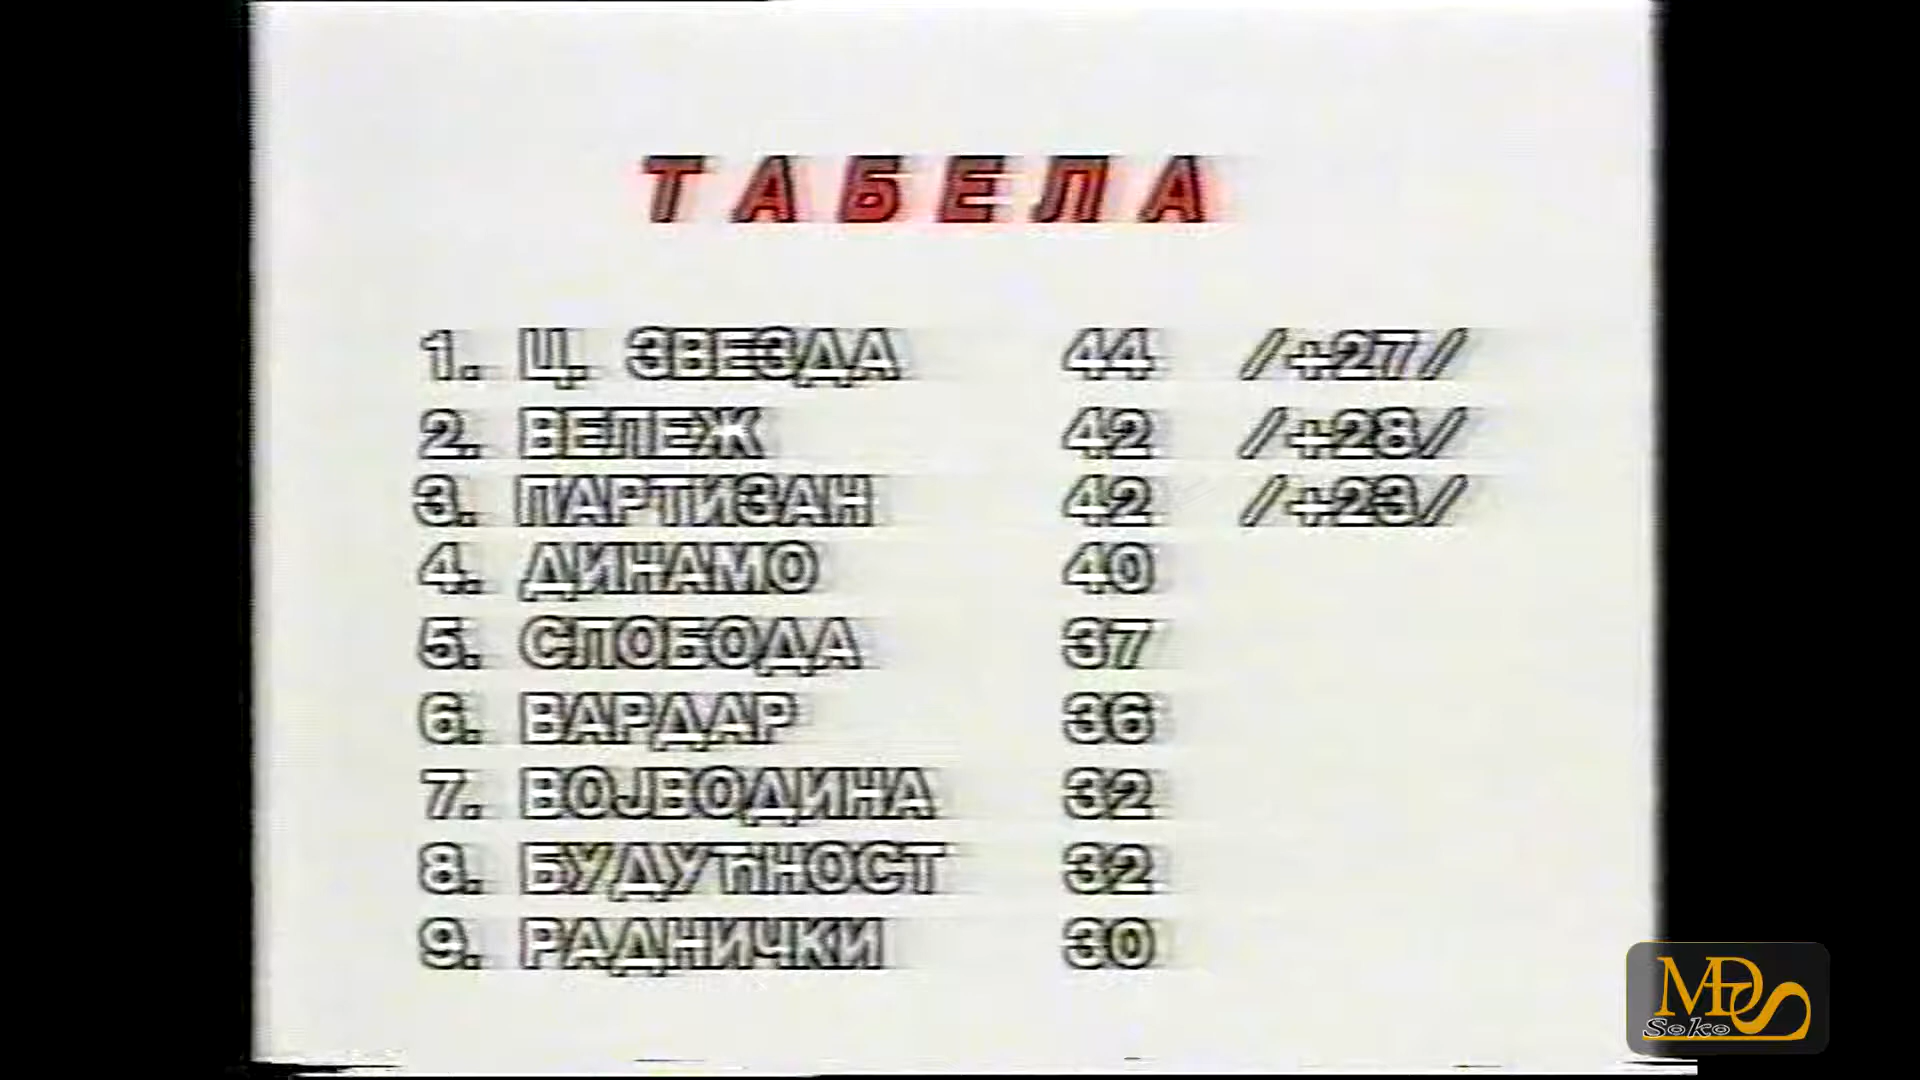 ТАБЕЛА
1. Ц. ЗВЕЗДА 44 /+27/
2. ВЕЛЕЖ 42 /+28/
3. ПАРТИЗАН 42 /+23/
4. ДИНАМО 40
5. СЛОБОДА 37
6. ВАРДАР 36
7. ВОЈВОДИНА 32
8. БУДУЋНОСТ 32
9. РАДНИЧКИ 30
MDS
Soko